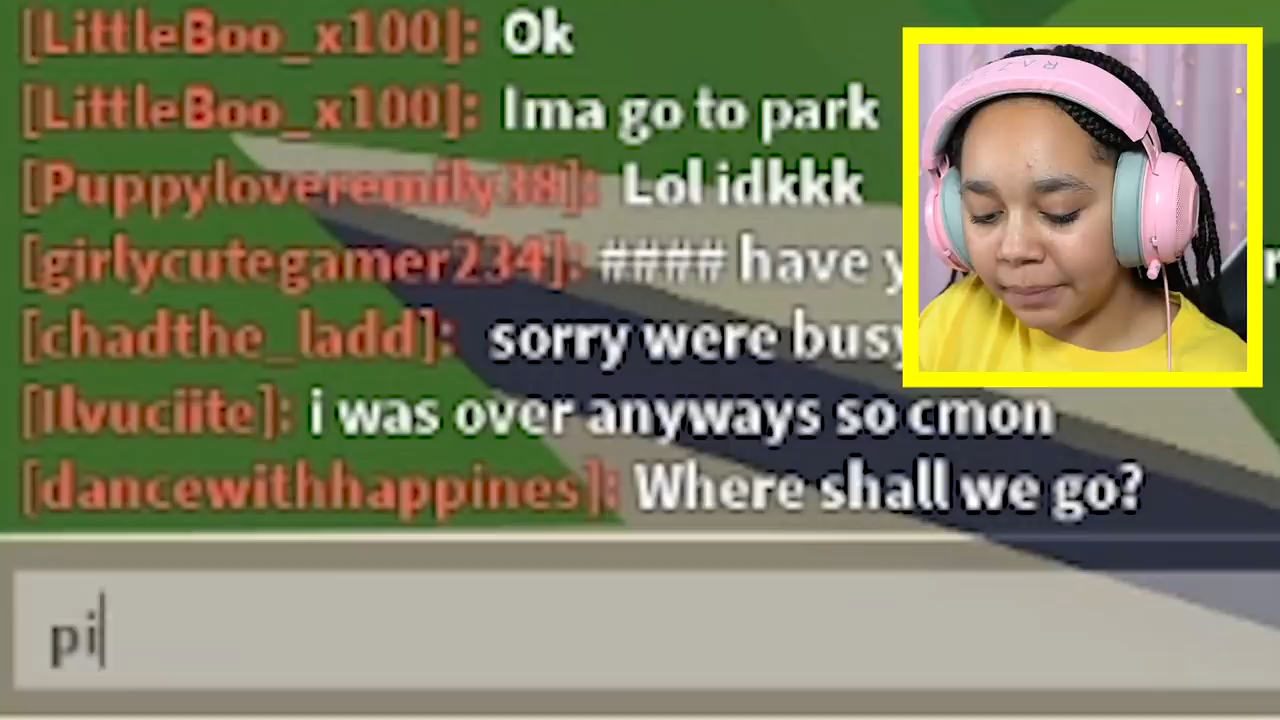 [LittleBoo_x100]: Ok
[LittleBoo_x100]: Ima go to park
[Puppyloveremily38]: Lol idkkk
[girlycutegamer234]: #### have
[chadthe_ladd]: sorry were busy
[Ilvuciite]: i was over anyways so cmon
[dancewithhappines]: Where shall we go?
pi